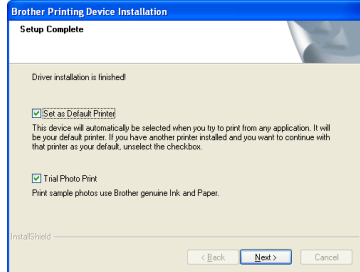 Brother Printing Device Installation
Setup Complete
Driver installation is finished!
Set as Default Printer
This device will automatically be selected when you try to print from any application. It will
be your default printer. If you have another printer installed and you want to continue with
that printer as your default, unselect the checkbox.
Trial Photo Print
Print sample photos use Brother genuine Ink and Paper.
InstallShield
< Back Next > Cancel